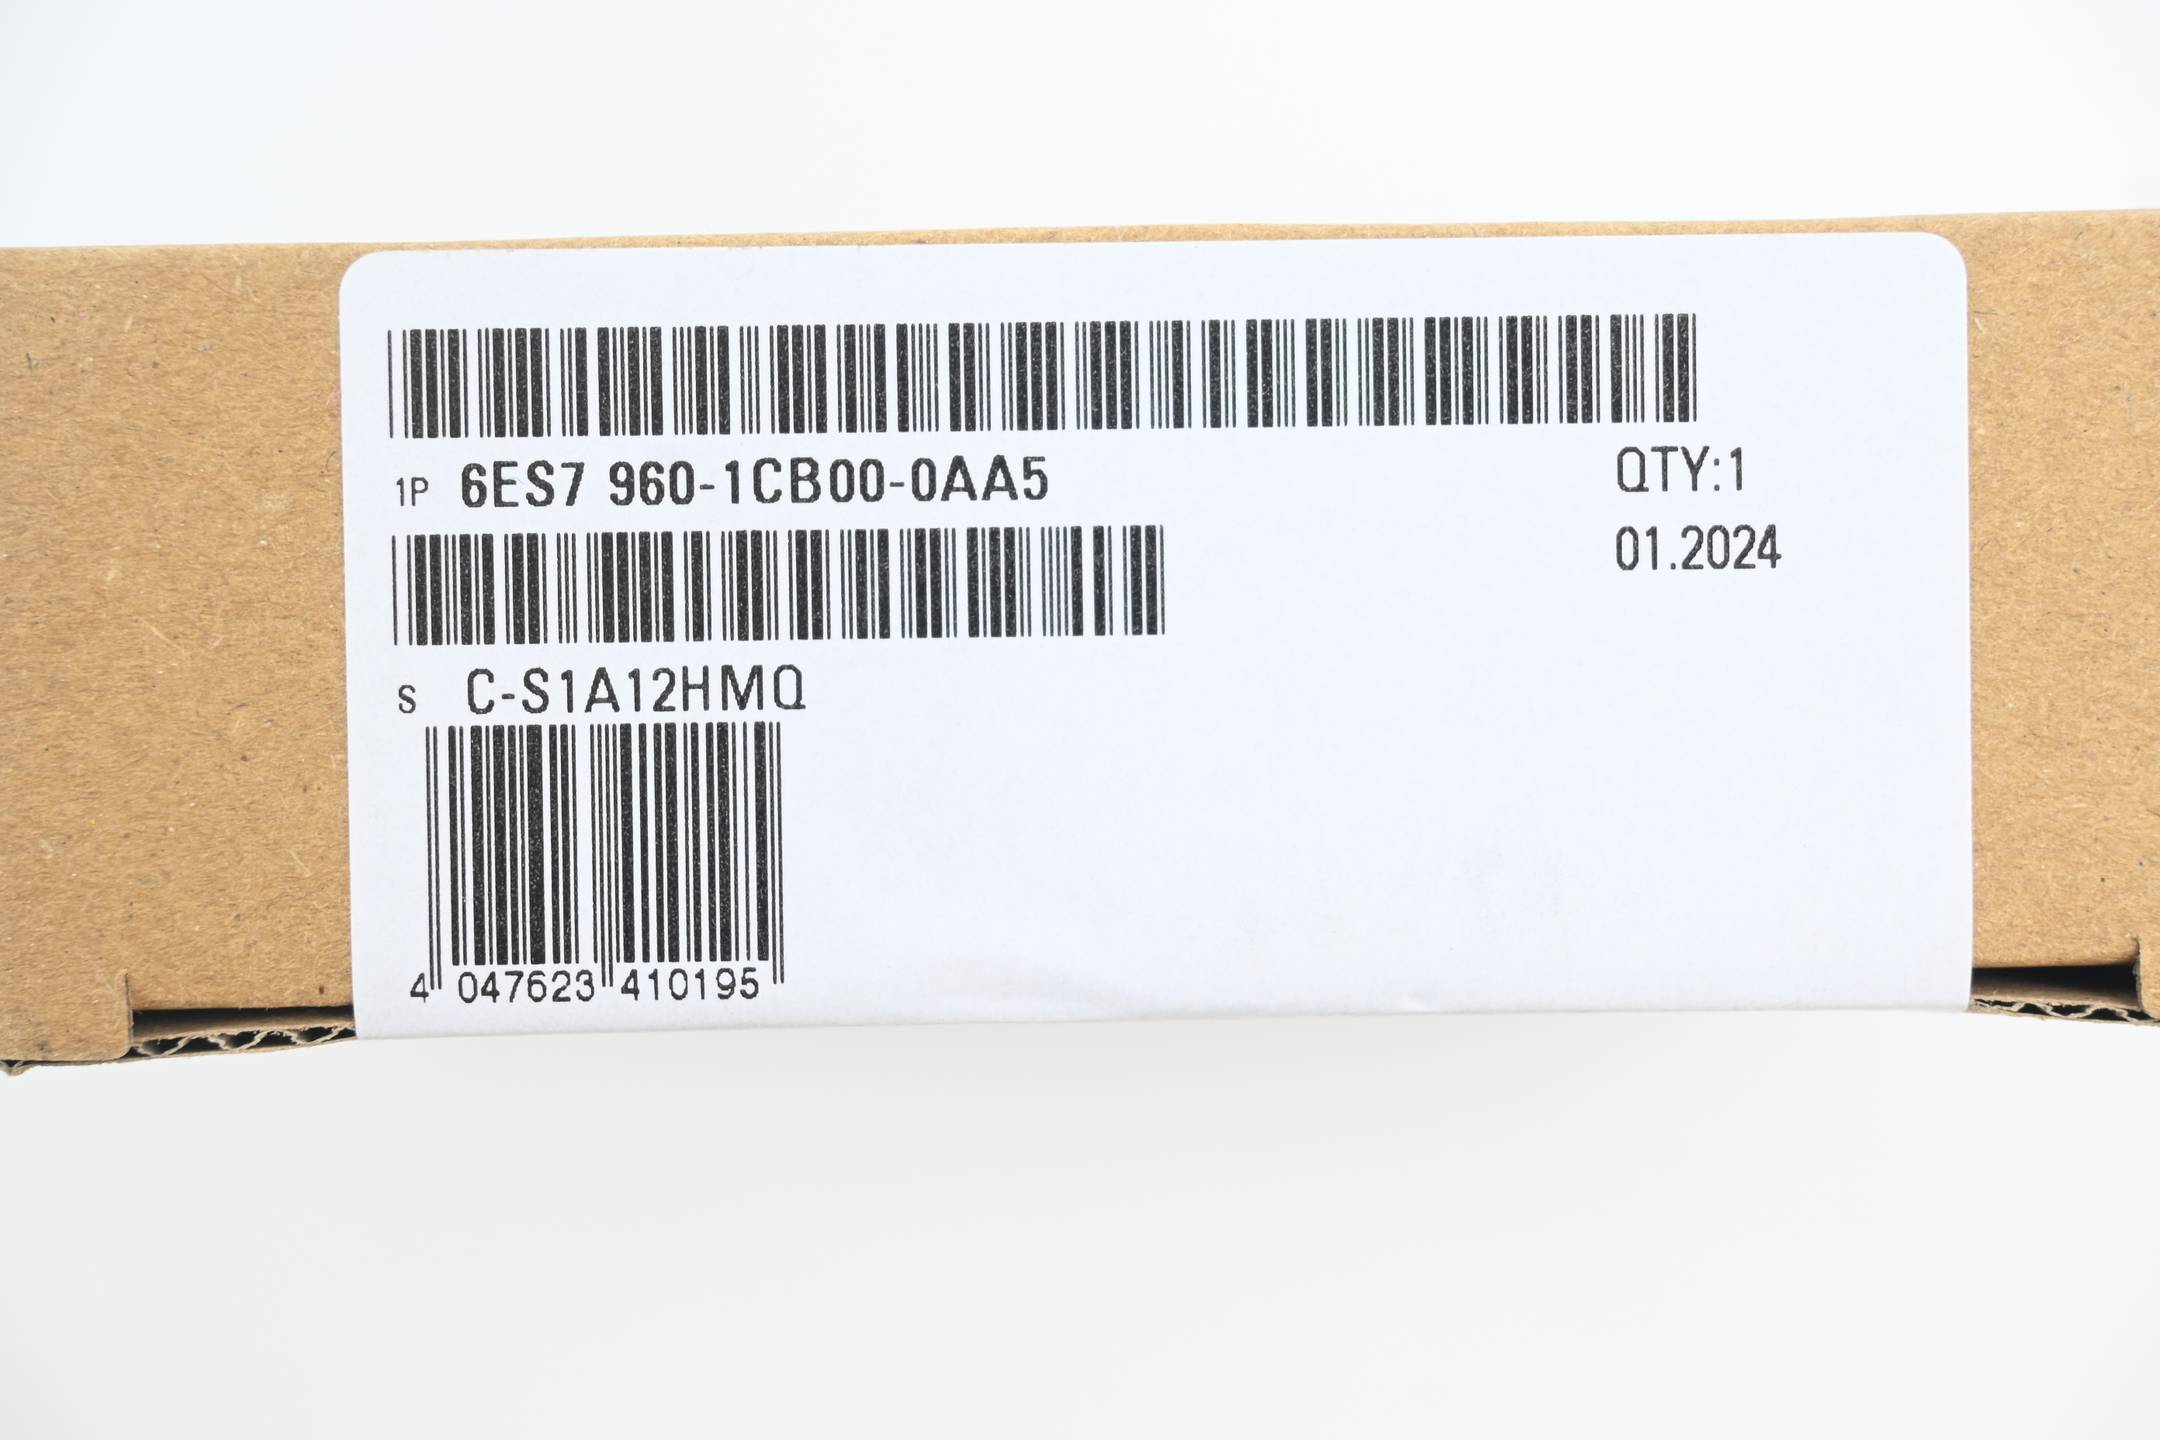 1P 6ES7 960-1CB00-0AA5
QTY:1
01.2024
S C-S1A12HMQ
4 047623 410195